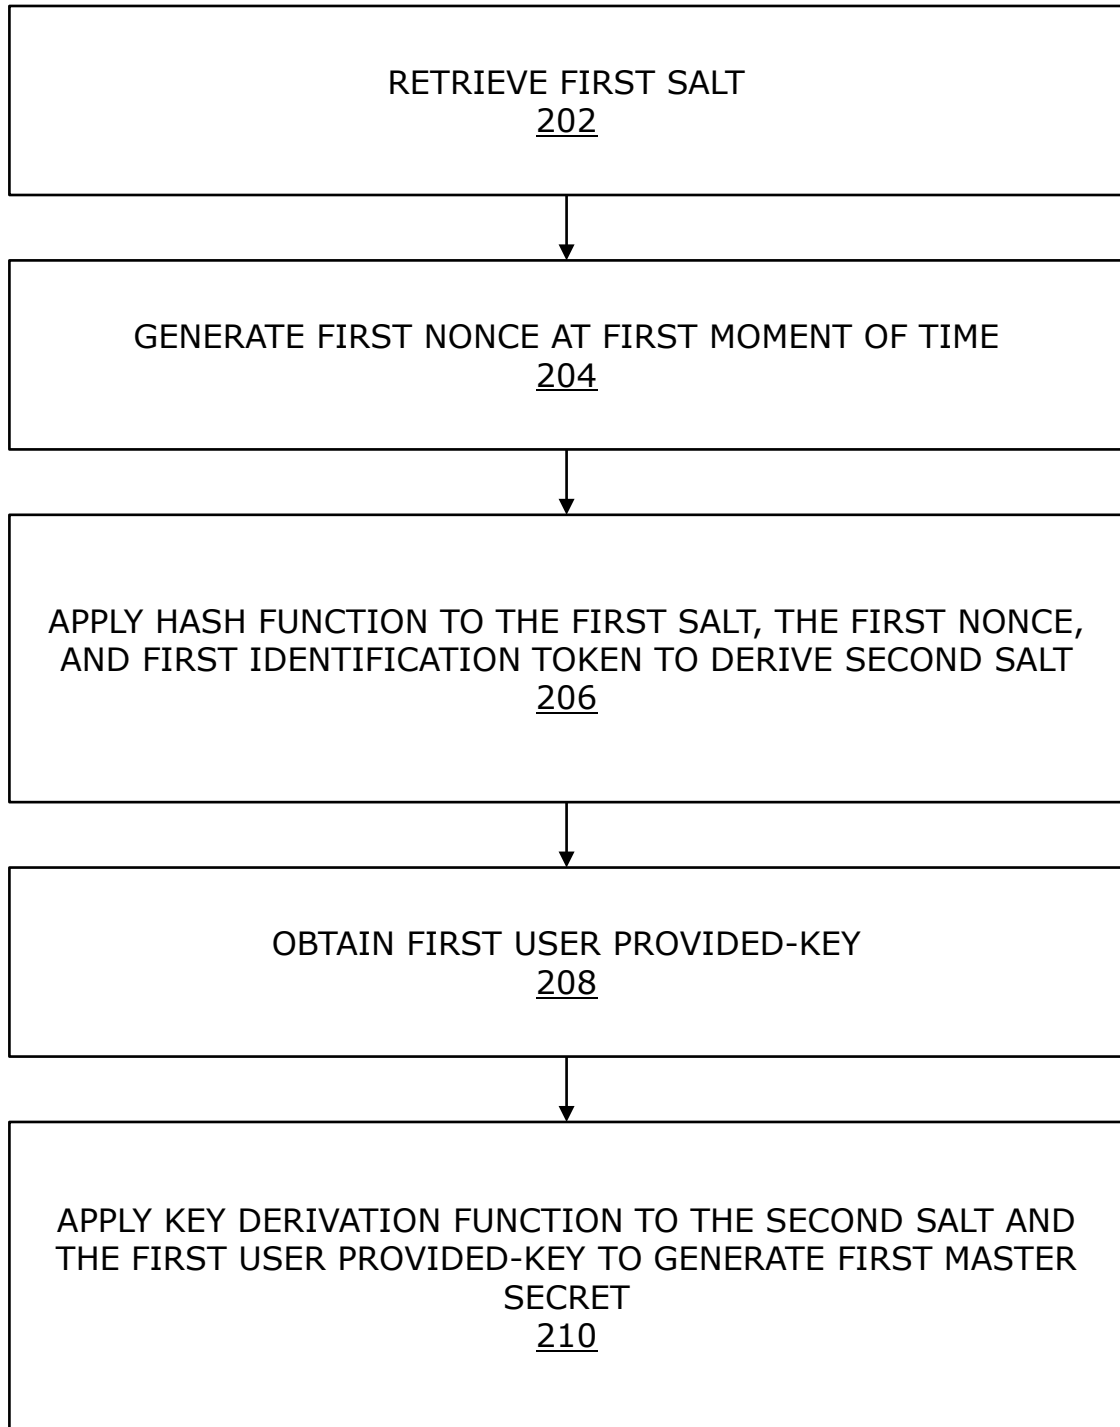 RETRIEVE FIRST SALT
202
GENERATE FIRST NONCE AT FIRST MOMENT OF TIME
204
APPLY HASH FUNCTION TO THE FIRST SALT, THE FIRST NONCE,
AND FIRST IDENTIFICATION TOKEN TO DERIVE SECOND SALT
206
OBTAIN FIRST USER PROVIDED-KEY
208
APPLY KEY DERIVATION FUNCTION TO THE SECOND SALT AND
THE FIRST USER PROVIDED-KEY TO GENERATE FIRST MASTER
SECRET
210